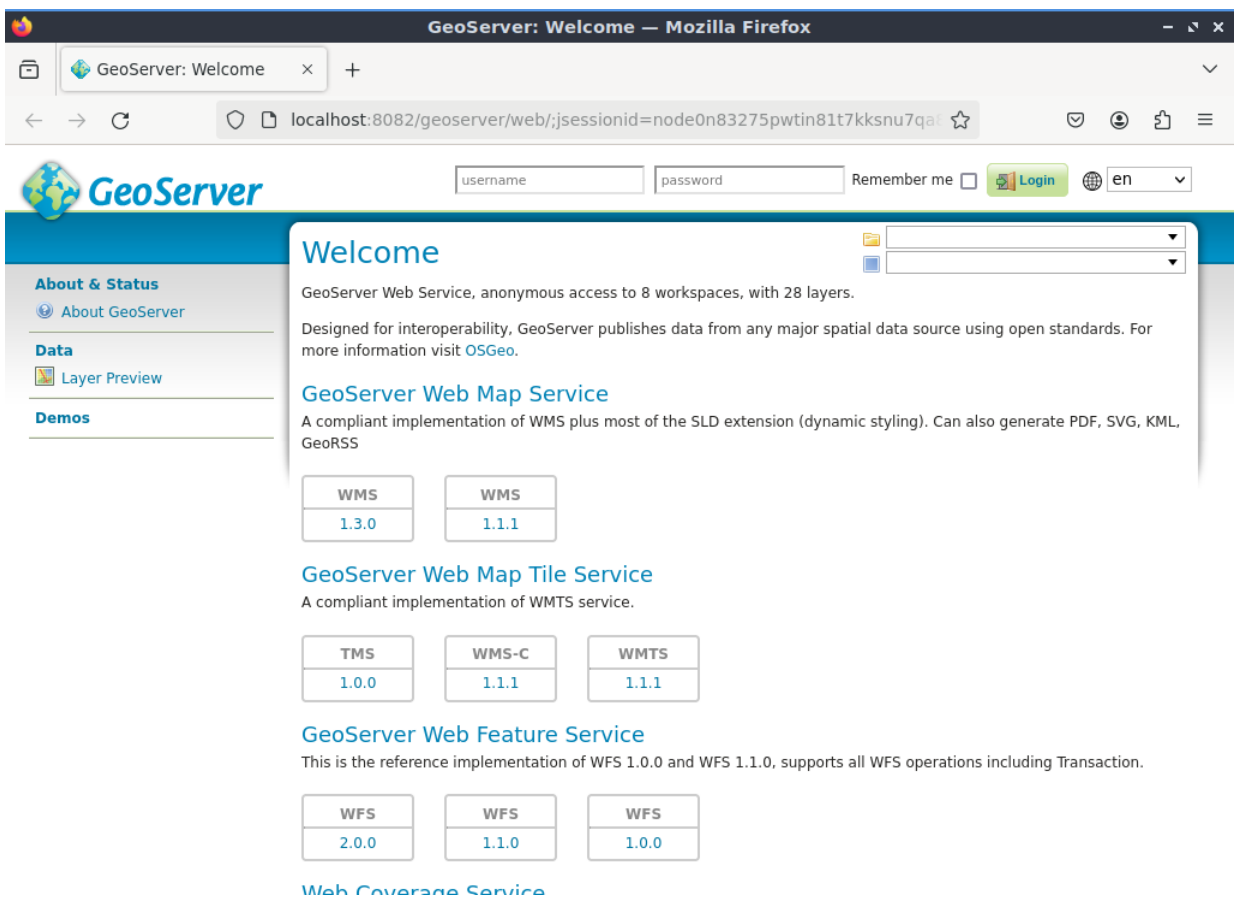 GeoServer: Welcome — Mozilla Firefox
GeoServer: Welcome
localhost:8082/geoserver/web/;jsessionid=node0n83275pwtin81t7kksnu7qa
GeoServer
username
password
Remember me
Login
en
Welcome
About & Status
About GeoServer
Data
Layer Preview
Demos
GeoServer Web Service, anonymous access to 8 workspaces, with 28 layers.
Designed for interoperability, GeoServer publishes data from any major spatial data source using open standards. For
more information visit OSGeo.
GeoServer Web Map Service
A compliant implementation of WMS plus most of the SLD extension (dynamic styling). Can also generate PDF, SVG, KML,
GeoRSS
WMS WMS
1.3.0 1.1.1
GeoServer Web Map Tile Service
A compliant implementation of WMTS service.
TMS WMS-C WMTS
1.0.0 1.1.1 1.1.1
GeoServer Web Feature Service
This is the reference implementation of WFS 1.0.0 and WFS 1.1.0, supports all WFS operations including Transaction.
WFS WFS WFS
2.0.0 1.1.0 1.0.0
Web Coverage Service